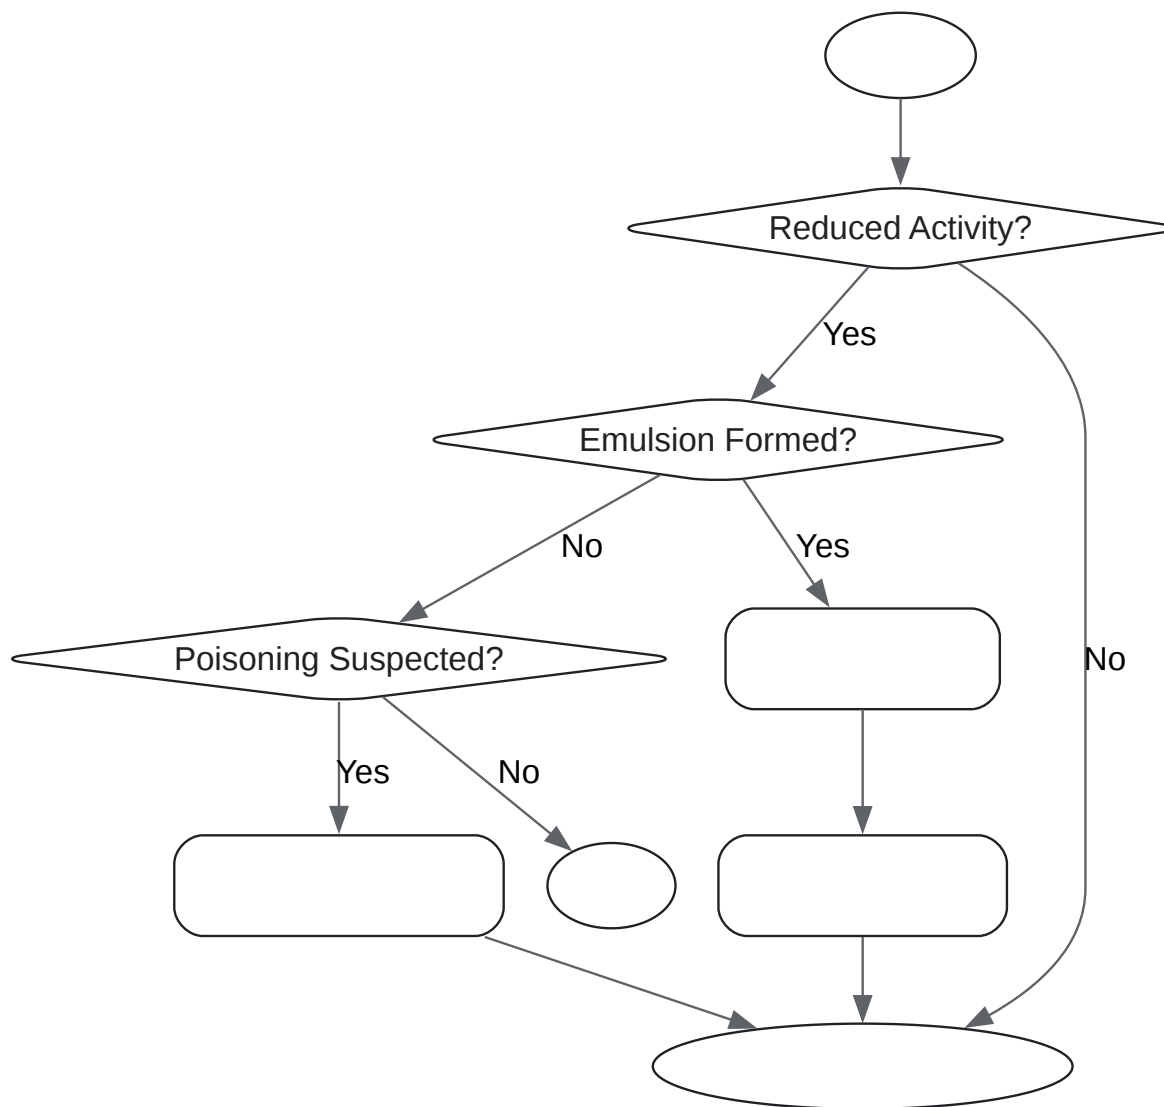 Reduced Activity?
Yes
Emulsion Formed?
No
Yes
Poisoning Suspected?
No
Yes
No